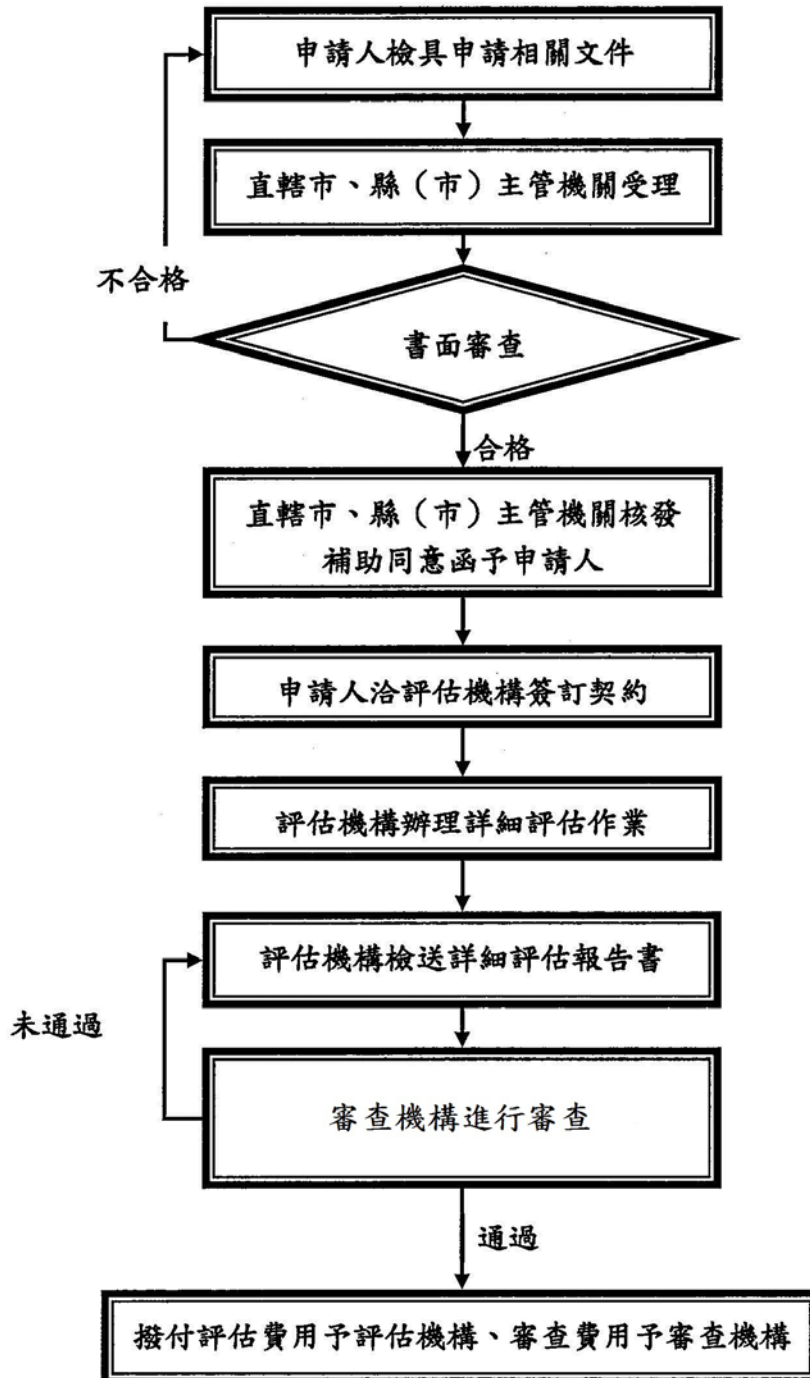 申請人檢具申請相關文件
直轄市、縣（市）主管機關受理
不合格
書面審查
合格
直轄市、縣（市）主管機關核發
補助同意函予申請人
申請人洽評估機構簽訂契約
評估機構辦理詳細評估作業
評估機構檢送詳細評估報告書
未通過
審查機構進行審查
通過
撥付評估費用予評估機構、審查費用予審查機構